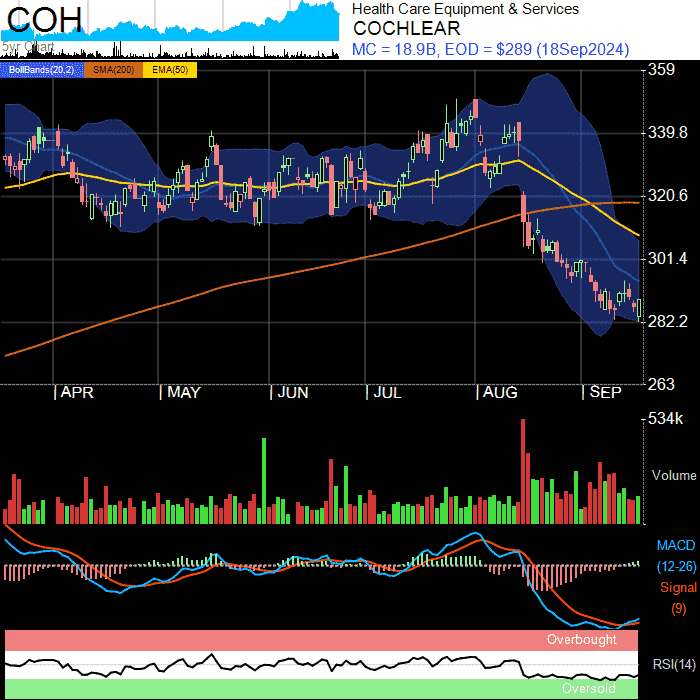 COH
5yr Chart
Health Care Equipment & Services
COCHLEAR
MC = 18.9B, EOD = $289 (18Sep2024)
BollBands(20,2) SMA(200) EMA(50)
359
339.8
320.6
301.4
282.2
263
APR MAY JUN JUL AUG SEP
534k
Volume
MACD
(12-26)
Signal
(9)
Overbought
RSI(14)
Oversold